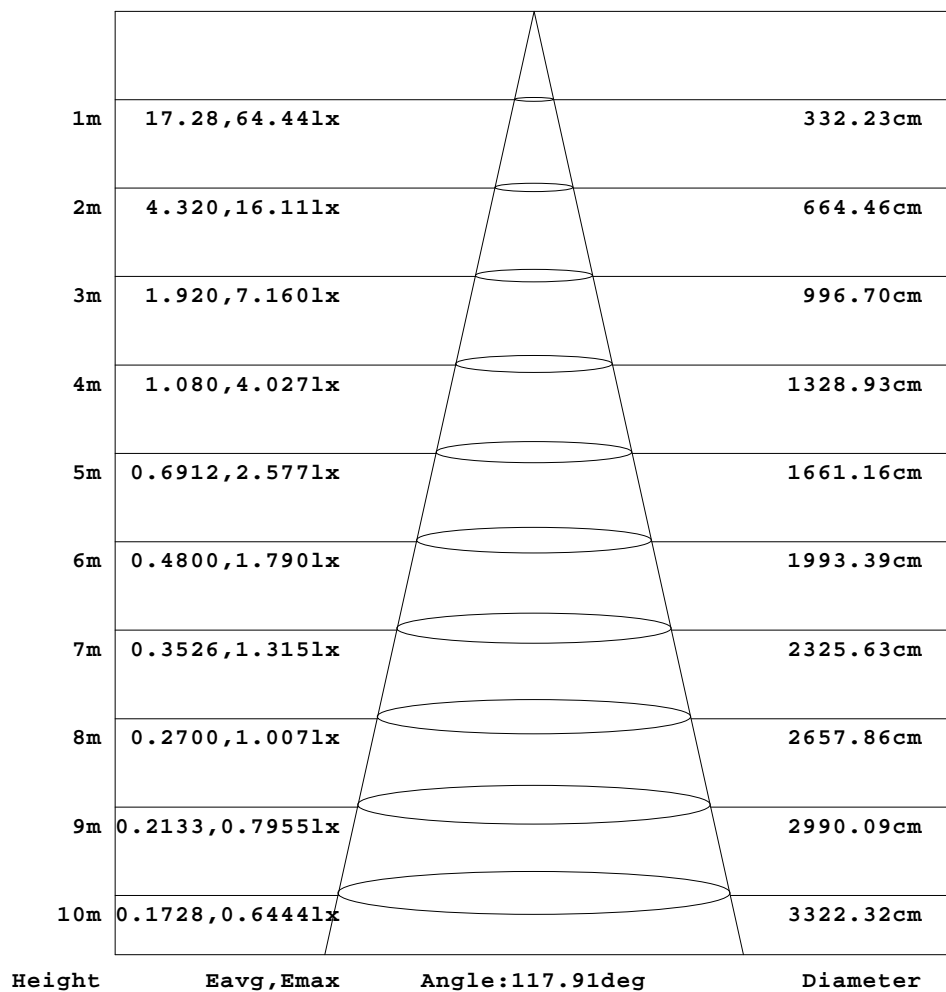 1m 17.28,64.44lx 332.23cm
2m 4.320,16.11lx 664.46cm
3m 1.920,7.160lx 996.70cm
4m 1.080,4.027lx 1328.93cm
5m 0.6912,2.577lx 1661.16cm
6m 0.4800,1.790lx 1993.39cm
7m 0.3526,1.315lx 2325.63cm
8m 0.2700,1.007lx 2657.86cm
9m 0.2133,0.7955lx 2990.09cm
10m 0.1728,0.6444lx 3322.32cm
Height Eavg,Emax Angle:117.91deg Diameter